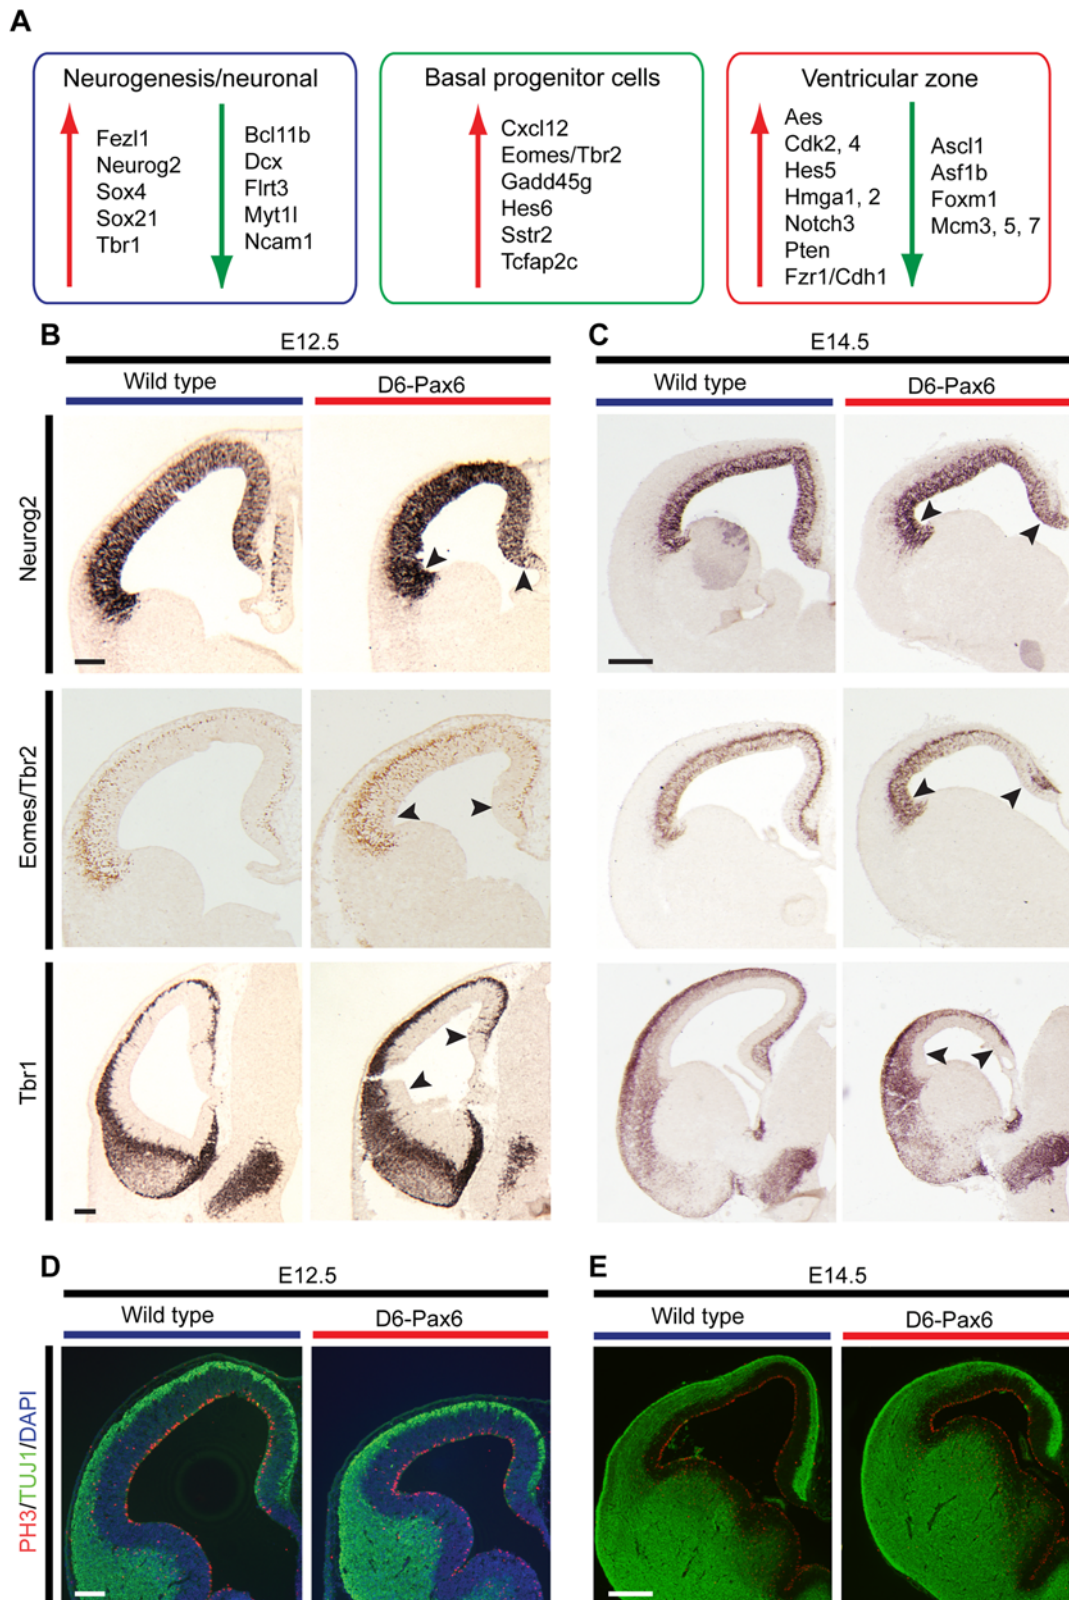 A
Neurogenesis/neuronal
Fezl1
Neurog2
Sox4
Sox21
Tbr1
Bcl11b
Dcx
Flrt3
Myt1l
Ncam1
Basal progenitor cells
Cxcl12
Eomes/Tbr2
Gadd45g
Hes6
Sstr2
Tcfap2c
Ventricular zone
Aes
Cdk2, 4
Hes5
Hmga1, 2
Notch3
Pten
Fzr1/Cdh1
Ascl1
Asf1b
Foxm1
Mcm3, 5, 7
B
E12.5
Wild type
D6-Pax6
C
E14.5
Wild type
D6-Pax6
Neurog2
Eomes/Tbr2
Tbr1
D
E12.5
Wild type
D6-Pax6
E
E14.5
Wild type
D6-Pax6
PH3/TUJ1/DAPI